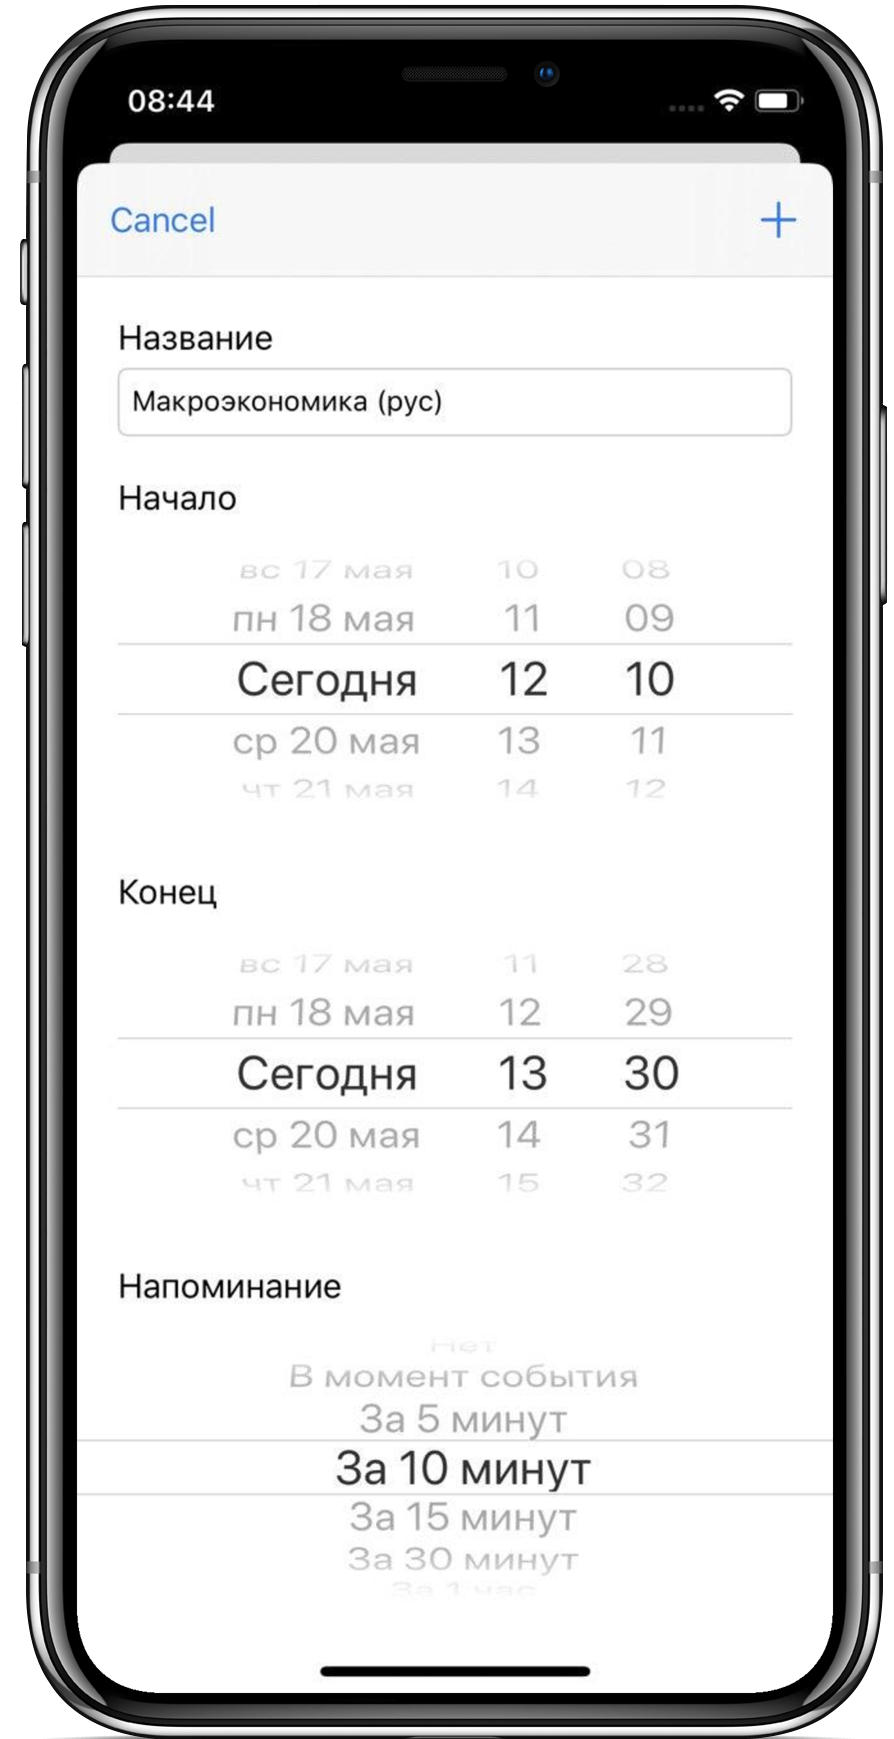 08:44
Cancel +
Название
Макроэкономика (рус)
Начало
вс 17 мая 10 08
пн 18 мая 11 09
Сегодня 12 10
ср 20 мая 13 11
чт 21 мая 14 12
Конец
вс 17 мая 11 28
пн 18 мая 12 29
Сегодня 13 30
ср 20 мая 14 31
чт 21 мая 15 32
Напоминание
Нет
В момент события
За 5 минут
За 10 минут
За 15 минут
За 30 минут
За 1 час